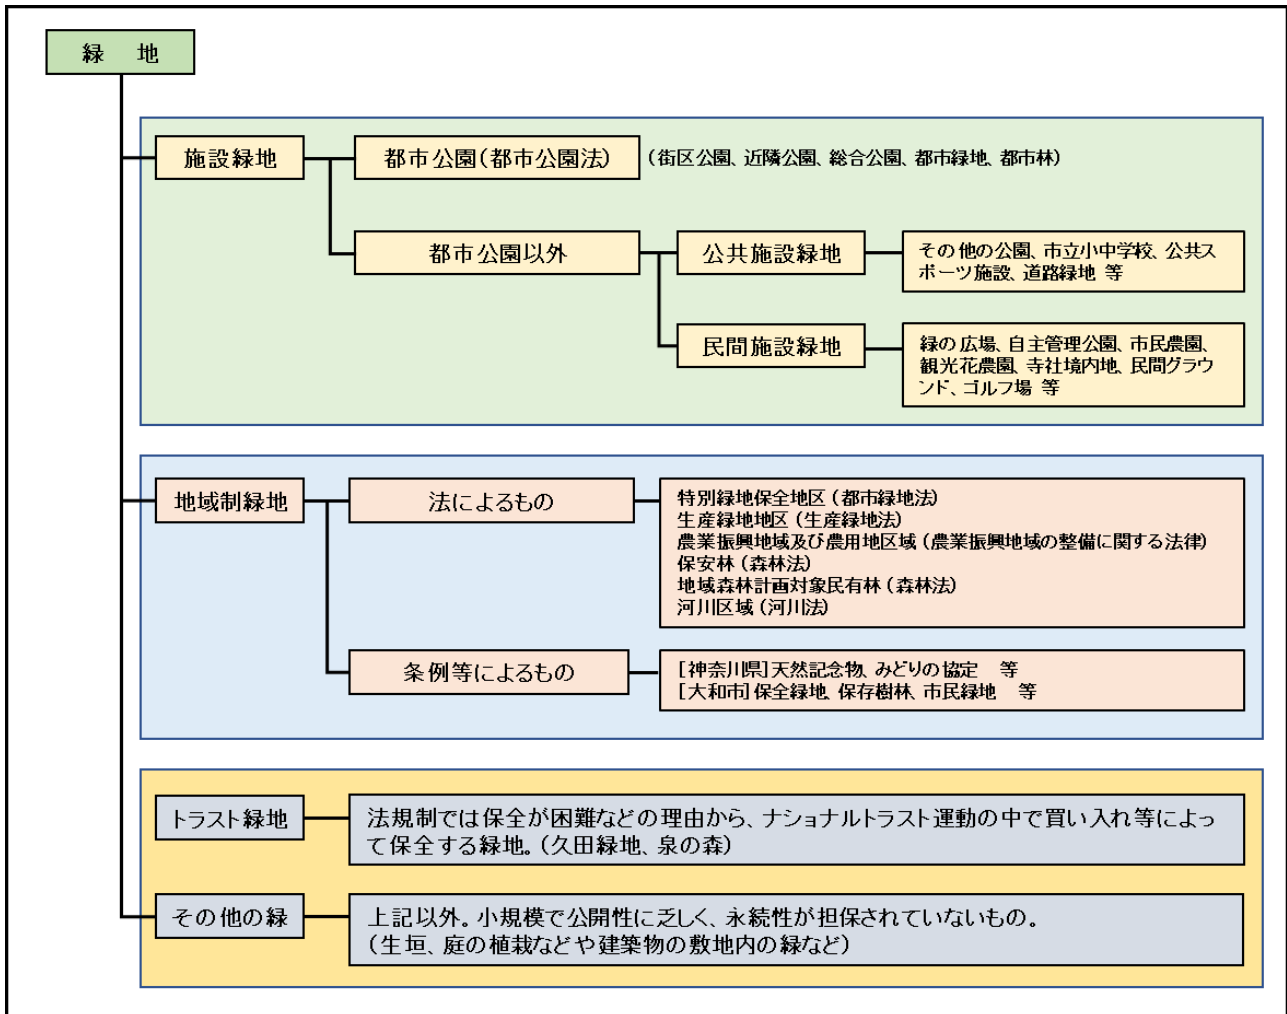 緑　地
施設緑地
都市公園(都市公園法)
(街区公園、近隣公園、総合公園、都市緑地、都市林)
都市公園以外
公共施設緑地
その他の公園、市立小中学校、公共ス
ポーツ施設、道路緑地 等
民間施設緑地
緑の広場、自主管理公園、市民農園、
観光花農園、寺社境内地、民間グラウ
ンド、ゴルフ場 等
地域制緑地
法によるもの
特別緑地保全地区(都市緑地法)
生産緑地地区(生産緑地法)
農業振興地域及び農用地区域(農業振興地域の整備に関する法律)
保安林(森林法)
地域森林計画対象民有林(森林法)
河川区域(河川法)
条例等によるもの
[神奈川県]天然記念物、みどりの協定　等
[大和市]保全緑地、保存樹林、市民緑地　等
トラスト緑地
法規制では保全が困難などの理由から、ナショナルトラスト運動の中で買い入れ等によっ
て保全する緑地。(久田緑地、泉の森)
その他の緑
上記以外。小規模で公開性に乏しく、永続性が担保されていないもの。
(生垣、庭の植栽などや建築物の敷地内の緑など)